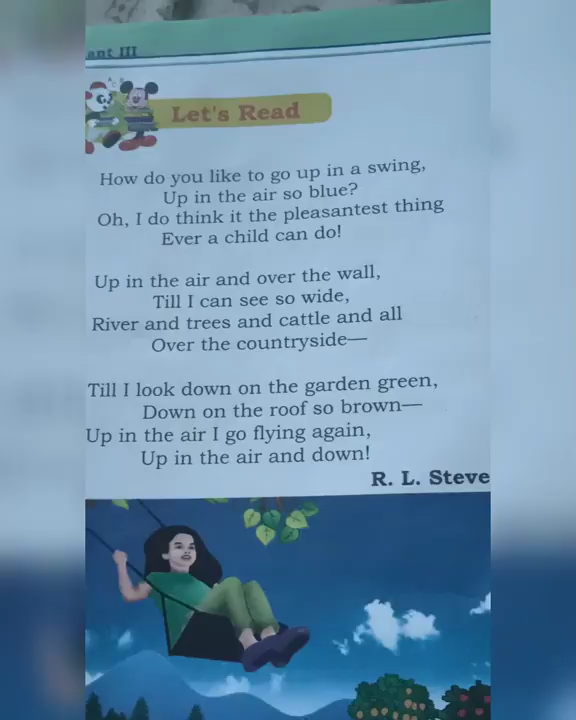 ant III
Let's Read
How do you like to go up in a swing,
Up in the air so blue?
Oh, I do think it the pleasantest thing
Ever a child can do!
Up in the air and over the wall,
Till I can see so wide,
River and trees and cattle and all
Over the countryside—
Till I look down on the garden green,
Down on the roof so brown—
Up in the air I go flying again,
Up in the air and down!
R. L. Steve